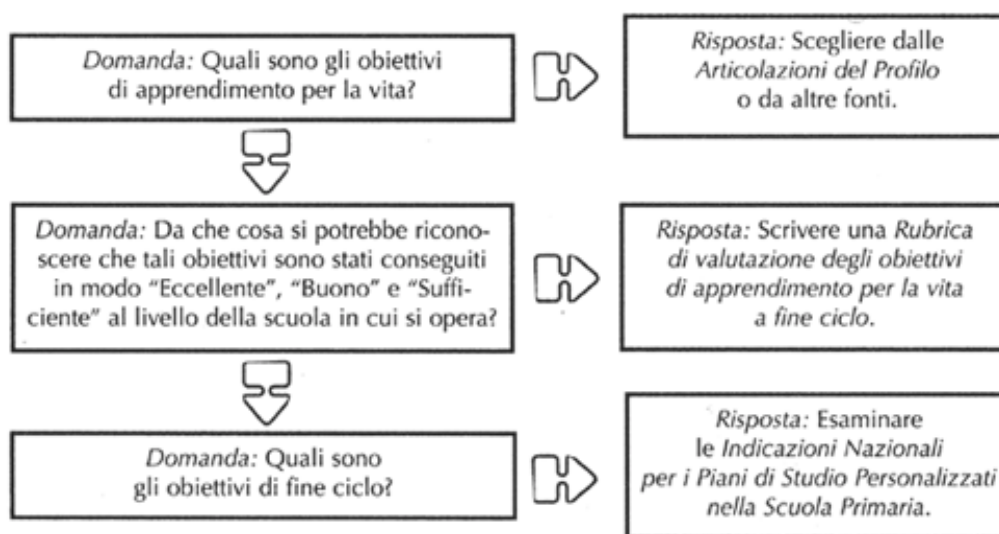 Domanda: Quali sono gli obiettivi
di apprendimento per la vita?
Risposta: Scegliere dalle
Articolazioni del Profilo
o da altre fonti.
Domanda: Da che cosa si potrebbe ricono-
scere che tali obiettivi sono stati conseguiti
in modo “Eccellente”, “Buono” e “Suffi-
ciente” al livello della scuola in cui si opera?
Risposta: Scrivere una Rubrica
di valutazione degli obiettivi
di apprendimento per la vita
a fine ciclo.
Domanda: Quali sono
gli obiettivi di fine ciclo?
Risposta: Esaminare
le Indicazioni Nazionali
per i Piani di Studio Personalizzati
nella Scuola Primaria.